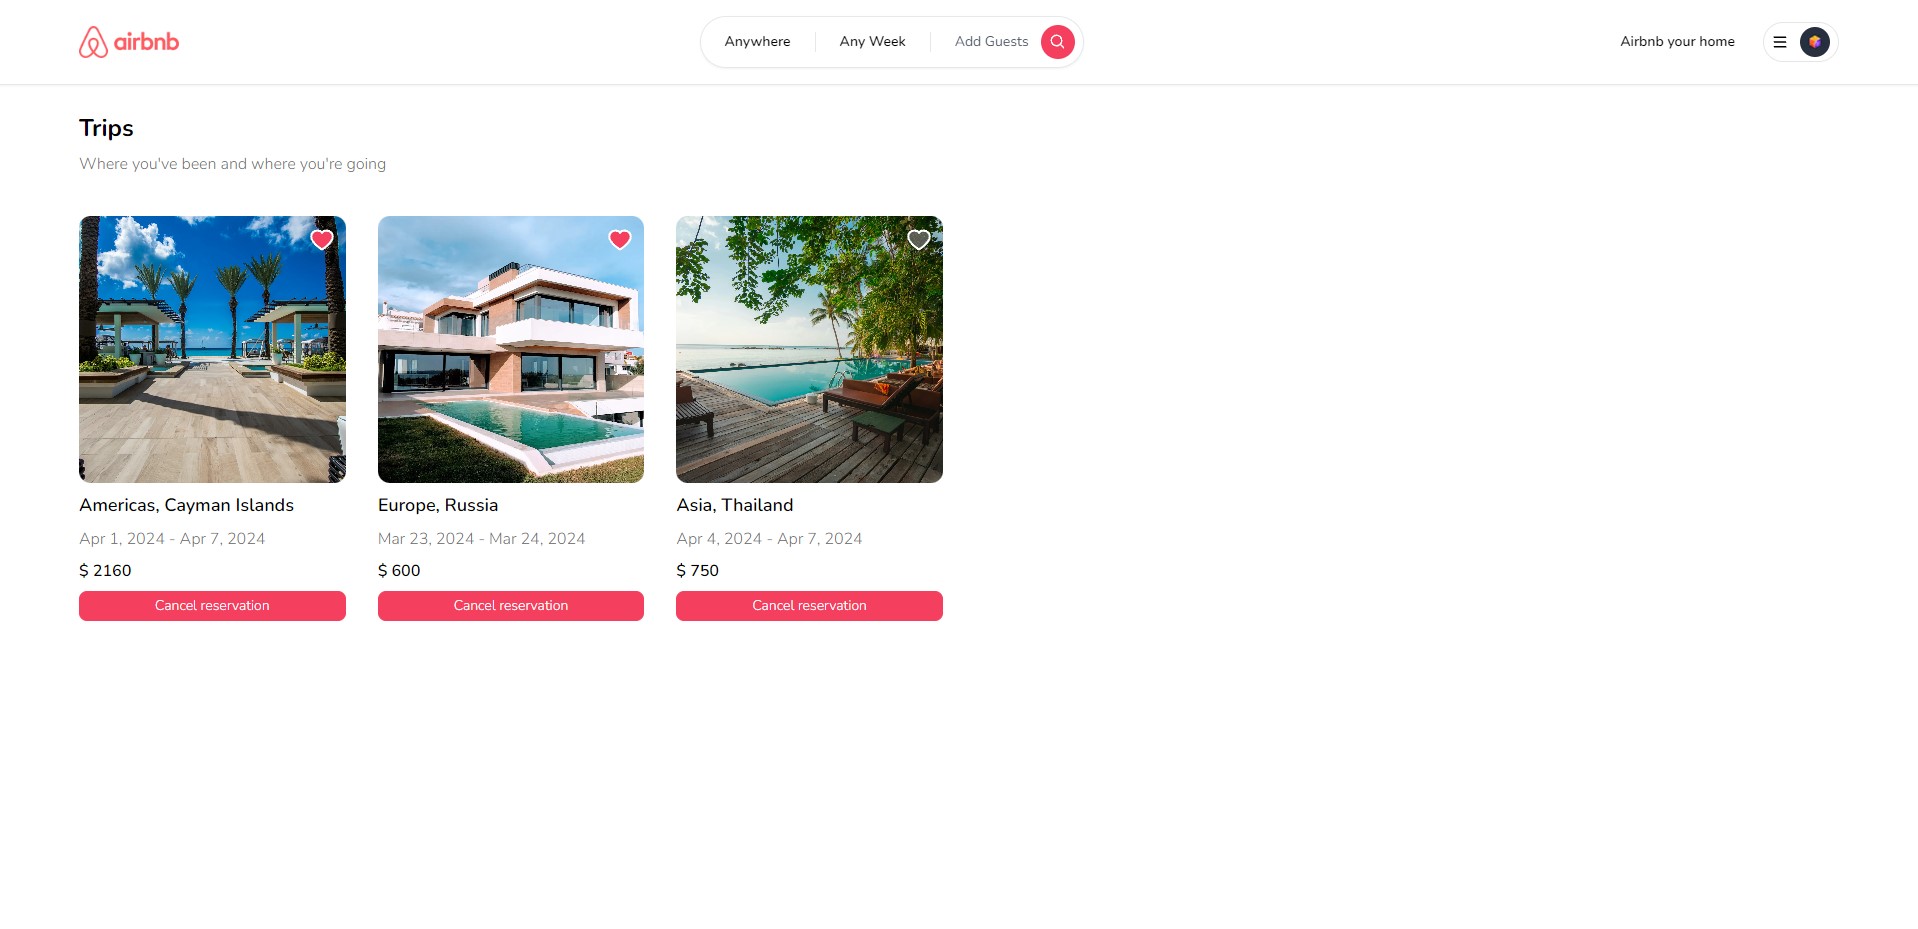 airbnb
Anywhere
Any Week
Add Guests
Airbnb your home
Trips
Where you've been and where you're going
Americas, Cayman Islands
Apr 1, 2024 - Apr 7, 2024
$ 2160
Cancel reservation
Europe, Russia
Mar 23, 2024 - Mar 24, 2024
$ 600
Cancel reservation
Asia, Thailand
Apr 4, 2024 - Apr 7, 2024
$ 750
Cancel reservation